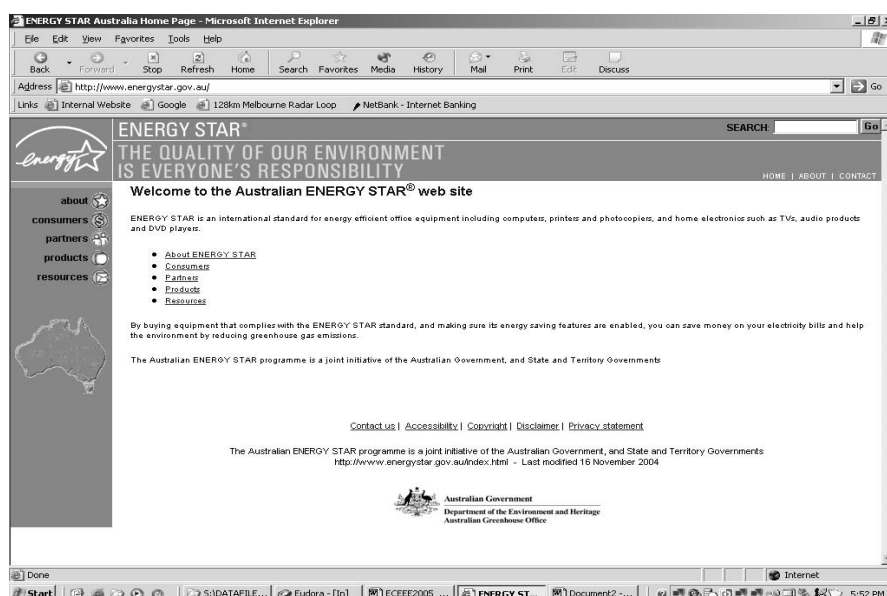 ENERGY STAR Australia Home Page - Microsoft Internet Explorer
File Edit View Favorites Tools Help
Back Forward Stop Refresh Home Search Favorites Media History Mail Print Edit Discuss
Address http://www.energystar.gov.au/ Go
Links Internal Website Google 128km Melbourne Radar Loop NetBank - Internet Banking
ENERGY STAR® SEARCH: Go
energy
THE QUALITY OF OUR ENVIRONMENT
IS EVERYONE'S RESPONSIBILITY
HOME | ABOUT | CONTACT
about
consumers
partners
products
resources
Welcome to the Australian ENERGY STAR® web site
ENERGY STAR is an international standard for energy efficient office equipment including computers, printers and photocopiers, and home electronics such as TVs, audio products
and DVD players.
About ENERGY STAR
Consumers
Partners
Products
Resources
By buying equipment that complies with the ENERGY STAR standard, and making sure its energy saving features are enabled, you can save money on your electricity bills and help
the environment by reducing greenhouse gas emissions.
The Australian ENERGY STAR programme is a joint initiative of the Australian Government, and State and Territory Governments
Contact us | Accessibility | Copyright | Disclaimer | Privacy statement
The Australian ENERGY STAR programme is a joint initiative of the Australian Government, and State and Territory Governments
http://www.energystar.gov.au/index.html - Last modified 16 November 2004
Australian Government
Department of the Environment and Heritage
Australian Greenhouse Office
Done Internet
Start S:\DATAFILE... Eudora - [In] ECEEE2005 ... ENERGY ST... Document2 -... 5:52 PM